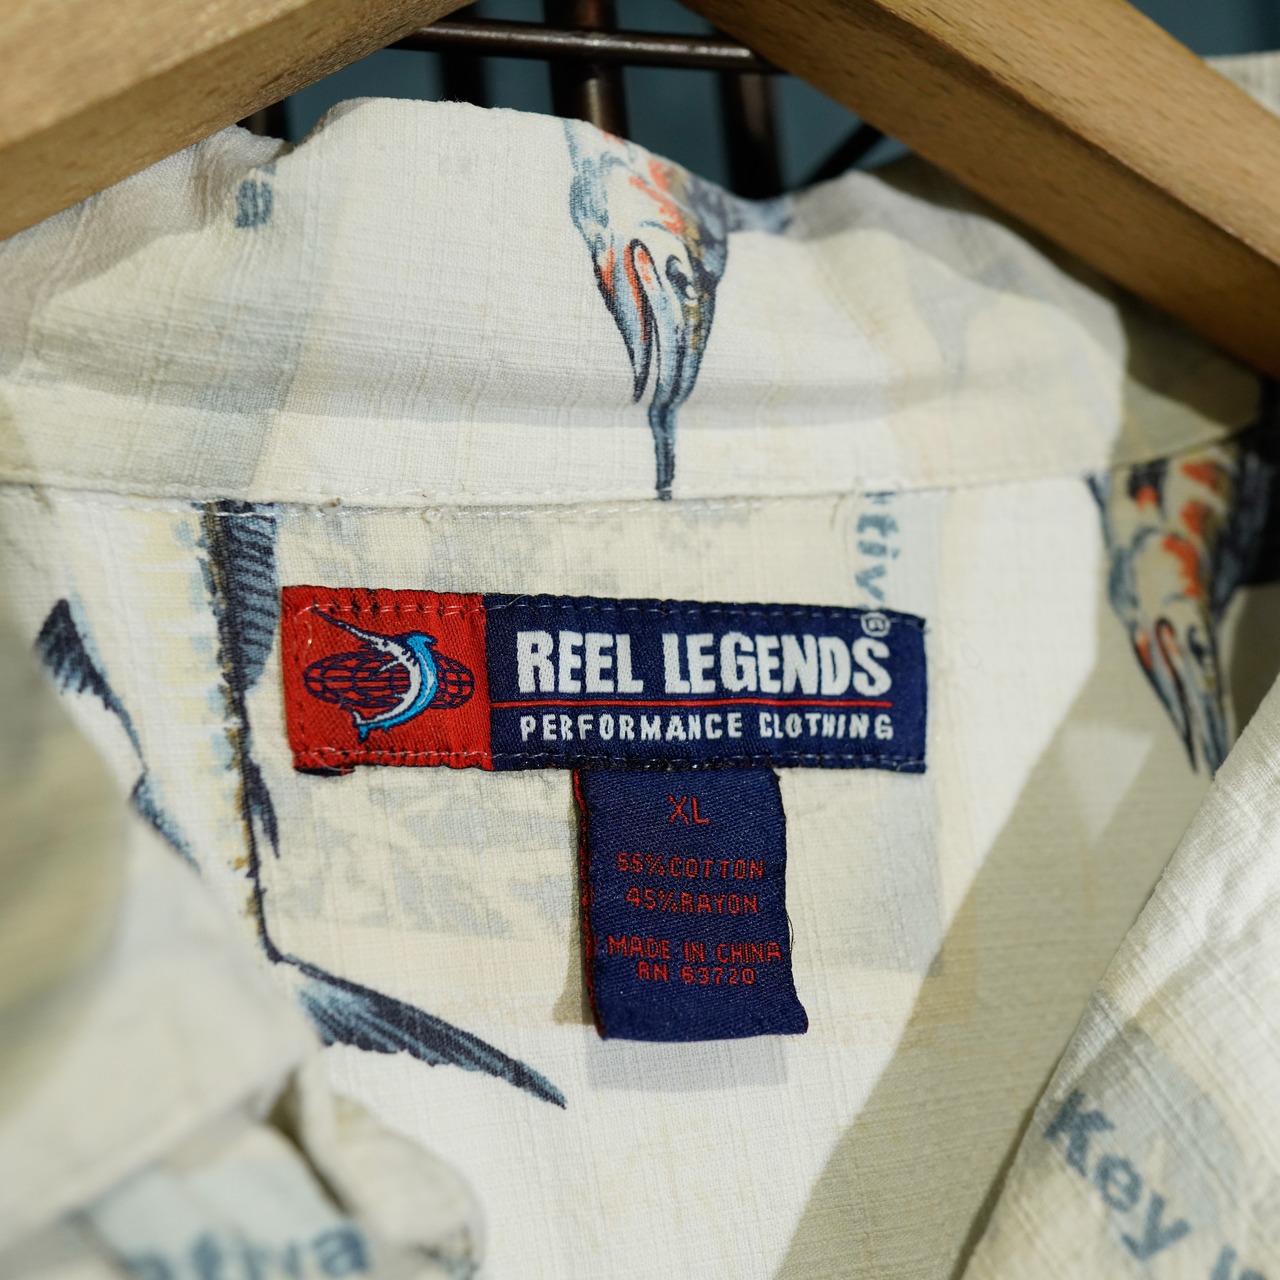 REEL LEGENDS®
PERFORMANCE CLOTHING
XL
55%COTTON
45%RAYON
MADE IN CHINA
RN 63720
Key